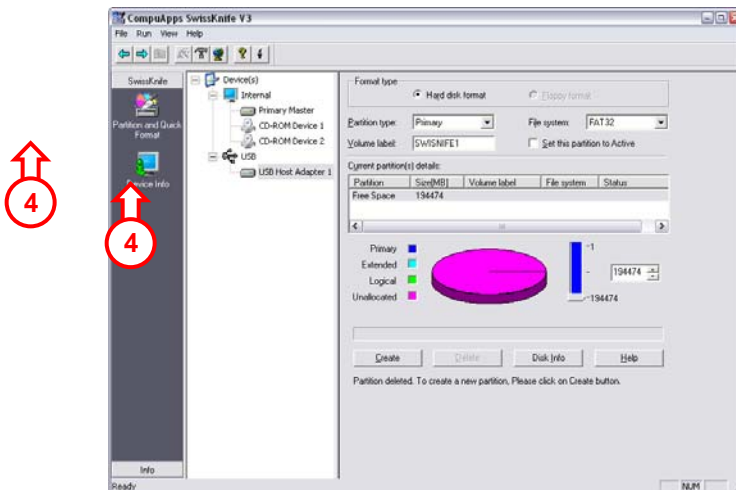 CompuApps SwissKnife V3
File Run View Help
SwissKnife
Partition and Quick
Format
Device Info
Info
Device(s)
Internal
Primary Master
CD-ROM Device 1
CD-ROM Device 2
USB
USB Host Adapter 1
Format type
Hard disk format
Floppy format
Partition type: Primary
File system: FAT32
Volume label: SWISNIFE1
Set this partition to Active
Current partition(s) details:
Partition Size[MB] Volume label File system Status
Free Space 194474
Primary
Extended
Logical
Unallocated
-1
-
-194474
194474
Create Delete Disk Info Help
Partition deleted. To create a new partition, Please click on Create button.
Ready
NUM
4
4